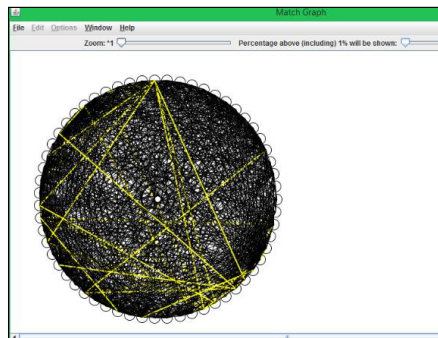 Match Graph
File Edit Options Window Help
Zoom: ^1 Percentage above (including) 1% will be shown: